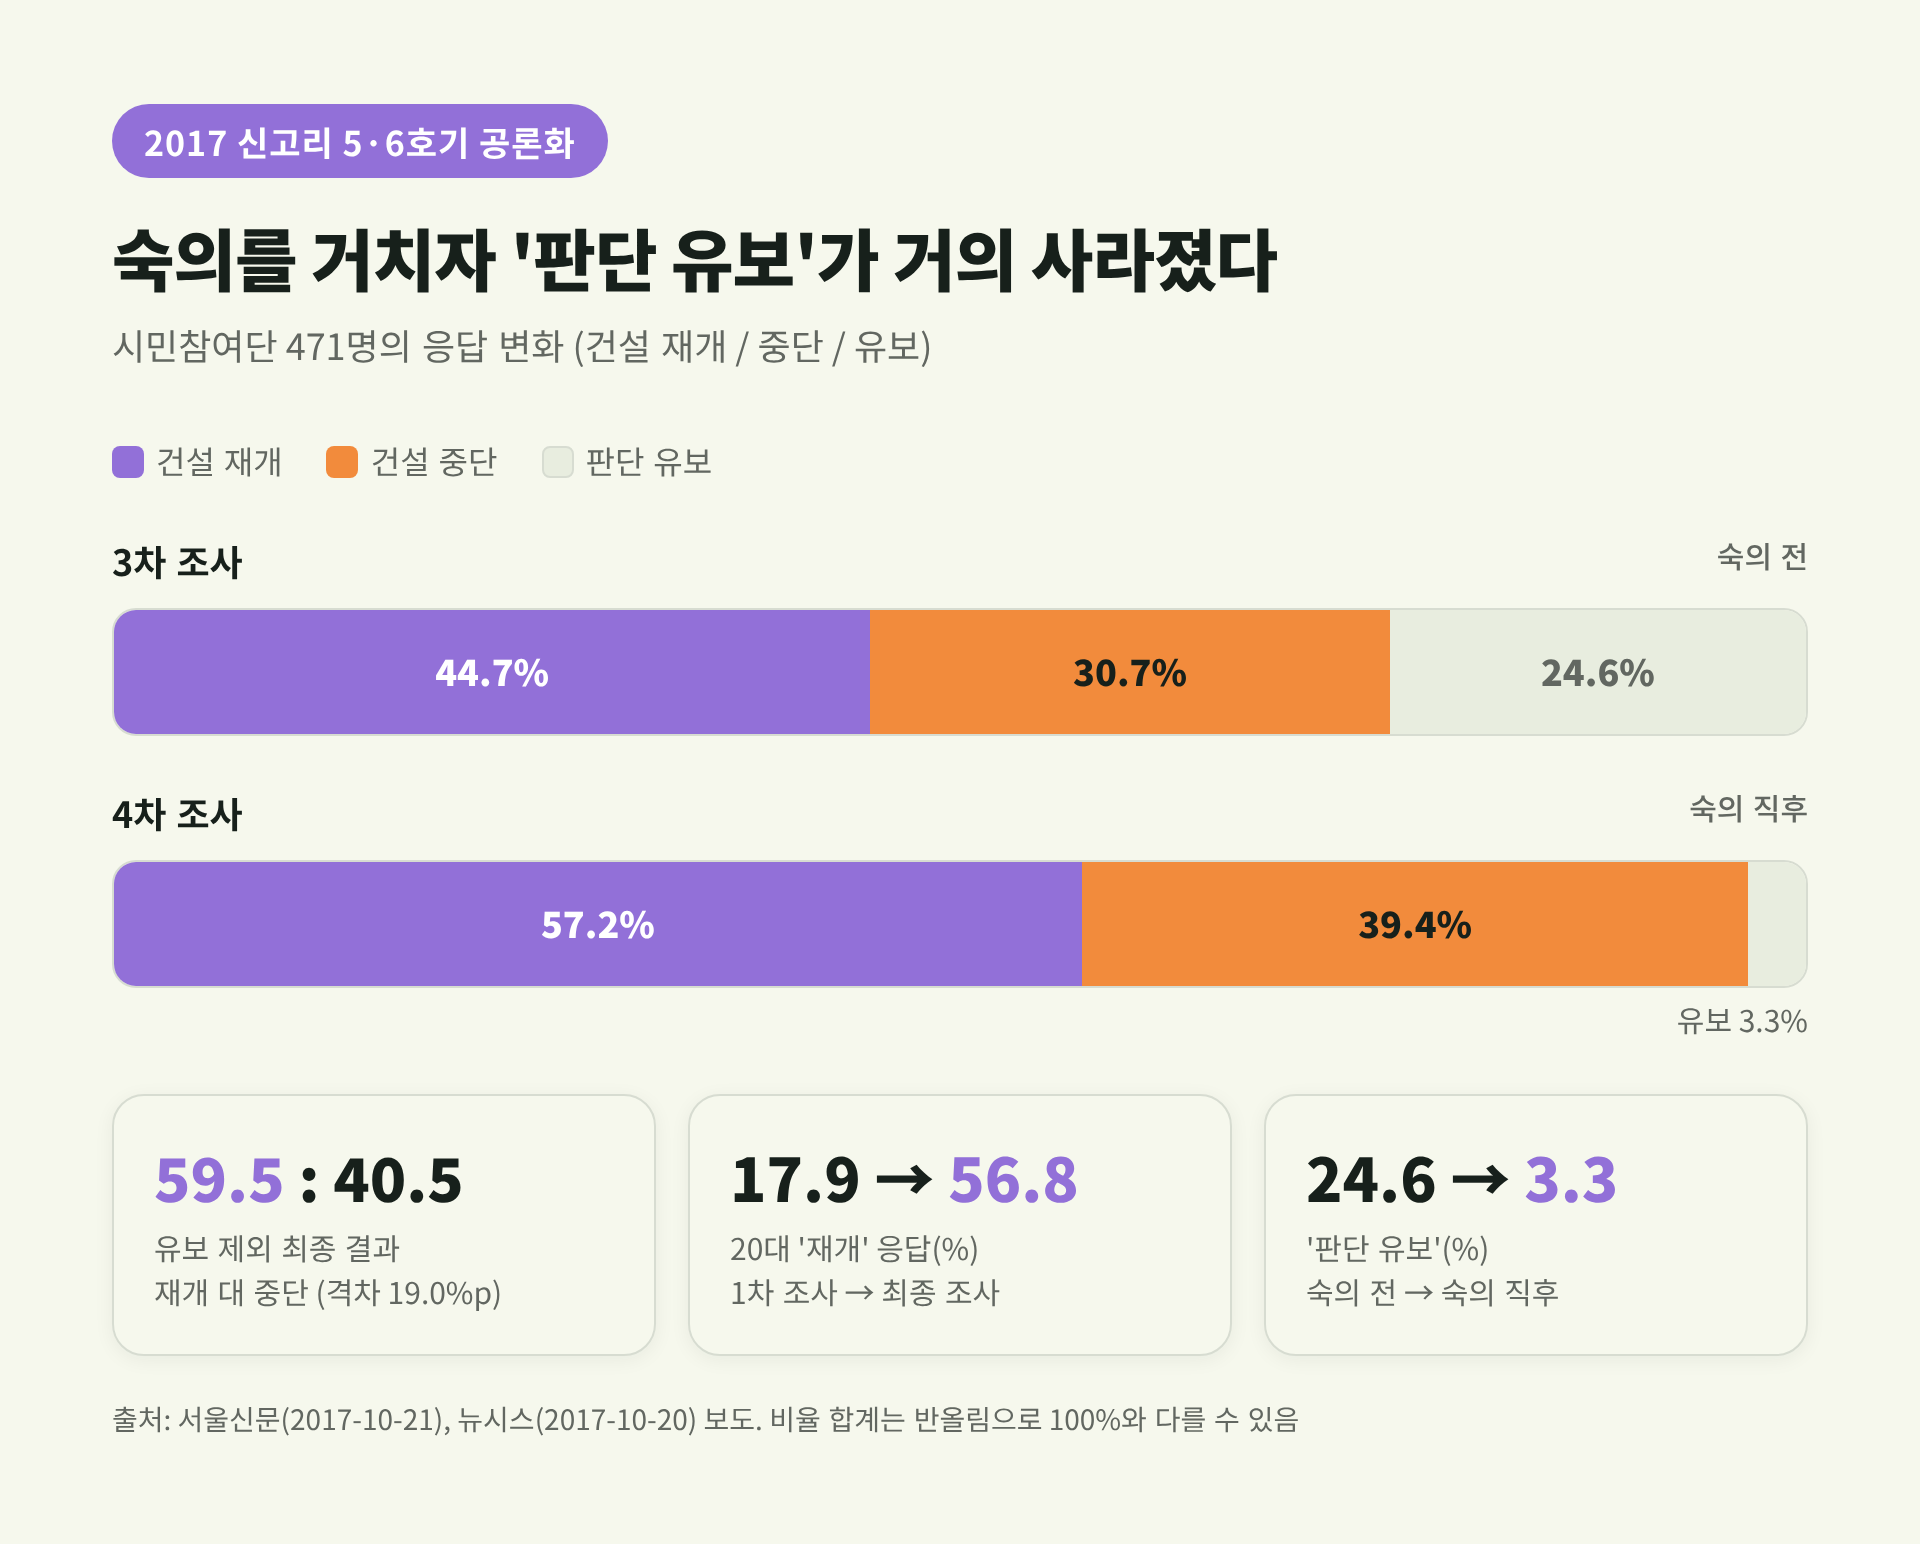 2017 신고리 5·6호기 공론화
숙의를 거치자 '판단 유보'가 거의 사라졌다
시민참여단 471명의 응답 변화 (건설 재개 / 중단 / 유보)
건설 재개
건설 중단
판단 유보
3차 조사
숙의 전
44.7%
30.7%
24.6%
4차 조사
숙의 직후
57.2%
39.4%
유보 3.3%
59.5 : 40.5
유보 제외 최종 결과
재개 대 중단 (격차 19.0%p)
17.9 → 56.8
20대 '재개' 응답(%)
1차 조사 → 최종 조사
24.6 → 3.3
'판단 유보'(%)
숙의 전 → 숙의 직후
출처: 서울신문(2017-10-21), 뉴시스(2017-10-20) 보도. 비율 합계는 반올림으로 100%와 다를 수 있음